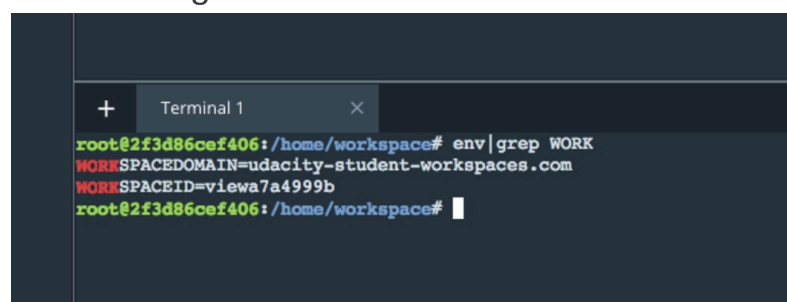 + Terminal 1 ×
root@2f3d86cef406:/home/workspace# env|grep WORK
WORKSPACEDOMAIN=udacity-student-workspaces.com
WORKSPACEID=viewa7a4999b
root@2f3d86cef406:/home/workspace#